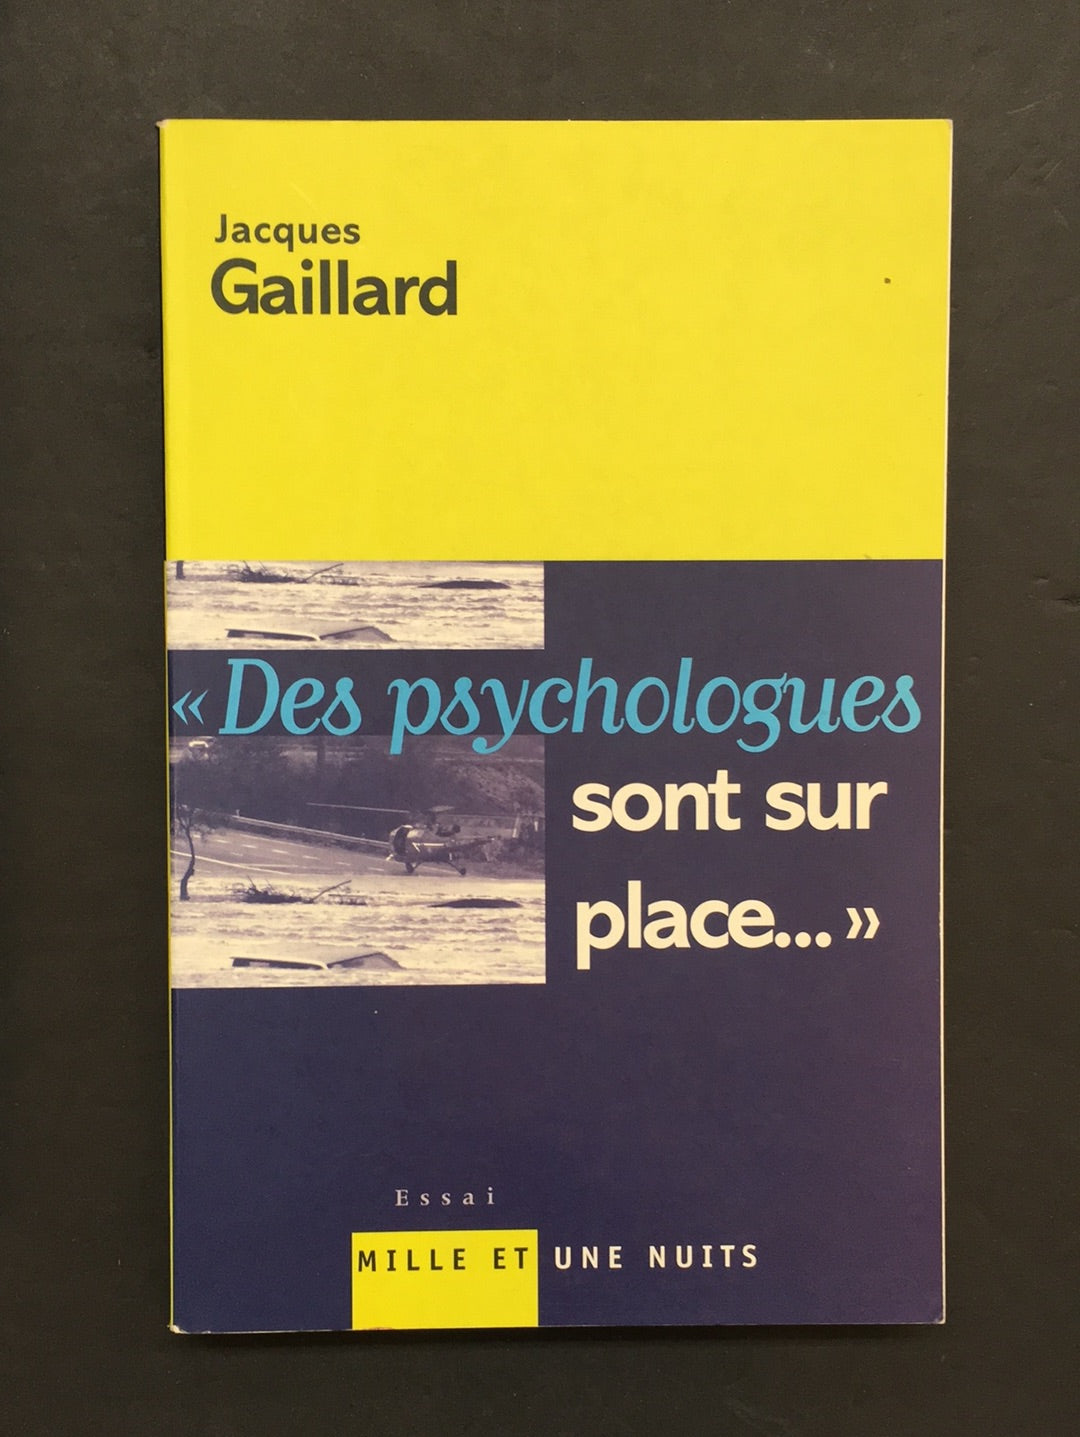 Jacques
Gaillard
« Des psychologues
sont sur
place... »
Essai
MILLE ET UNE NUITS